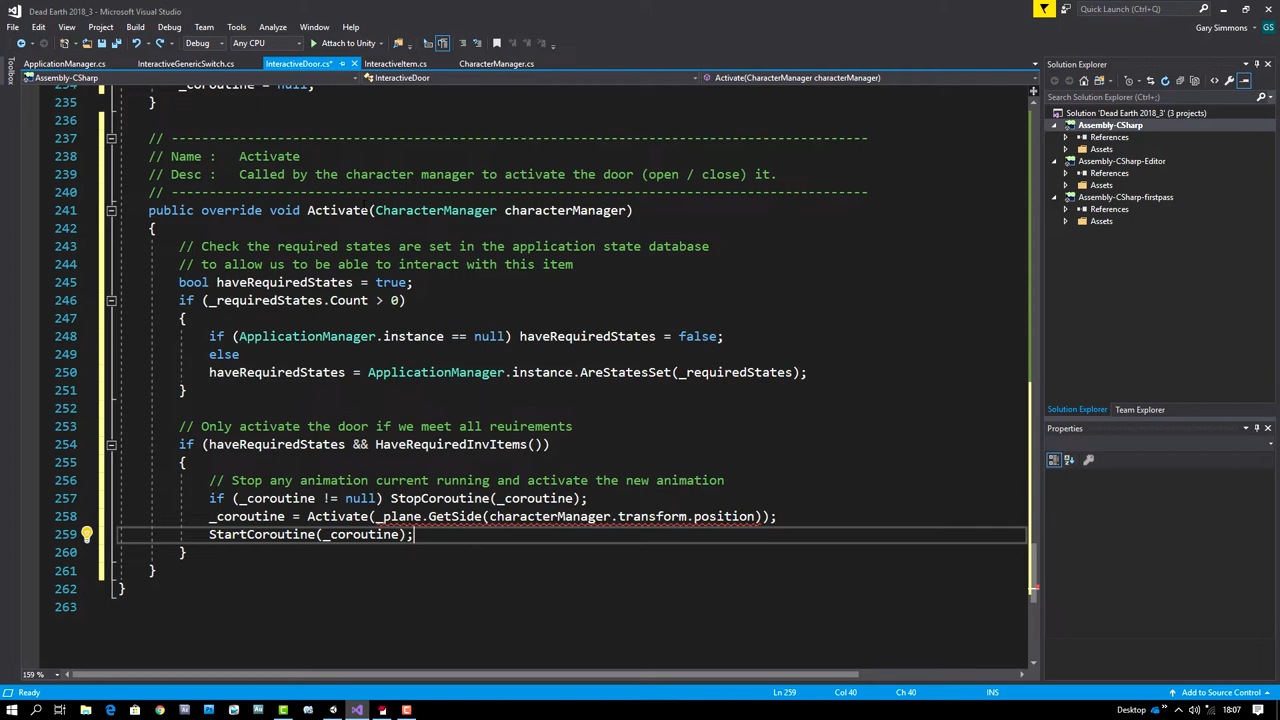 Dead Earth 2018_3 - Microsoft Visual Studio
Quick Launch (Ctrl+Q)
File Edit View Project Build Debug Team Tools Analyze Window Help
Gary Simmons GS
Debug Any CPU Attach to Unity
Toolbox
ApplicationManager.cs InteractiveGenericSwitch.cs InteractiveDoor.cs* InteractiveItem.cs CharacterManager.cs
Assembly-CSharp InteractiveDoor Activate(CharacterManager characterManager)
234 _coroutine = null;
235 }
236
237 // --------------------------------------------------------------------------------------------
238 // Name : Activate
239 // Desc : Called by the character manager to activate the door (open / close) it.
240 // --------------------------------------------------------------------------------------------
241 public override void Activate(CharacterManager characterManager)
242 {
243 // Check the required states are set in the application state database
244 // to allow us to be able to interact with this item
245 bool haveRequiredStates = true;
246 if (_requiredStates.Count > 0)
247 {
248 if (ApplicationManager.instance == null) haveRequiredStates = false;
249 else
250 haveRequiredStates = ApplicationManager.instance.AreStatesSet(_requiredStates);
251 }
252
253 // Only activate the door if we meet all reuirements
254 if (haveRequiredStates && HaveRequiredInvItems())
255 {
256 // Stop any animation current running and activate the new animation
257 if (_coroutine != null) StopCoroutine(_coroutine);
258 _coroutine = Activate(_plane.GetSide(characterManager.transform.position));
259 StartCoroutine(_coroutine);
260 }
261 }
262 }
263
159 %
Solution Explorer
Search Solution Explorer (Ctrl+;)
Solution 'Dead Earth 2018_3' (3 projects)
Assembly-CSharp
References
Assets
Assembly-CSharp-Editor
References
Assets
Assembly-CSharp-firstpass
References
Assets
Solution Explorer Team Explorer
Properties
Ready Ln 259 Col 40 Ch 40 INS Add to Source Control
Desktop 18:07